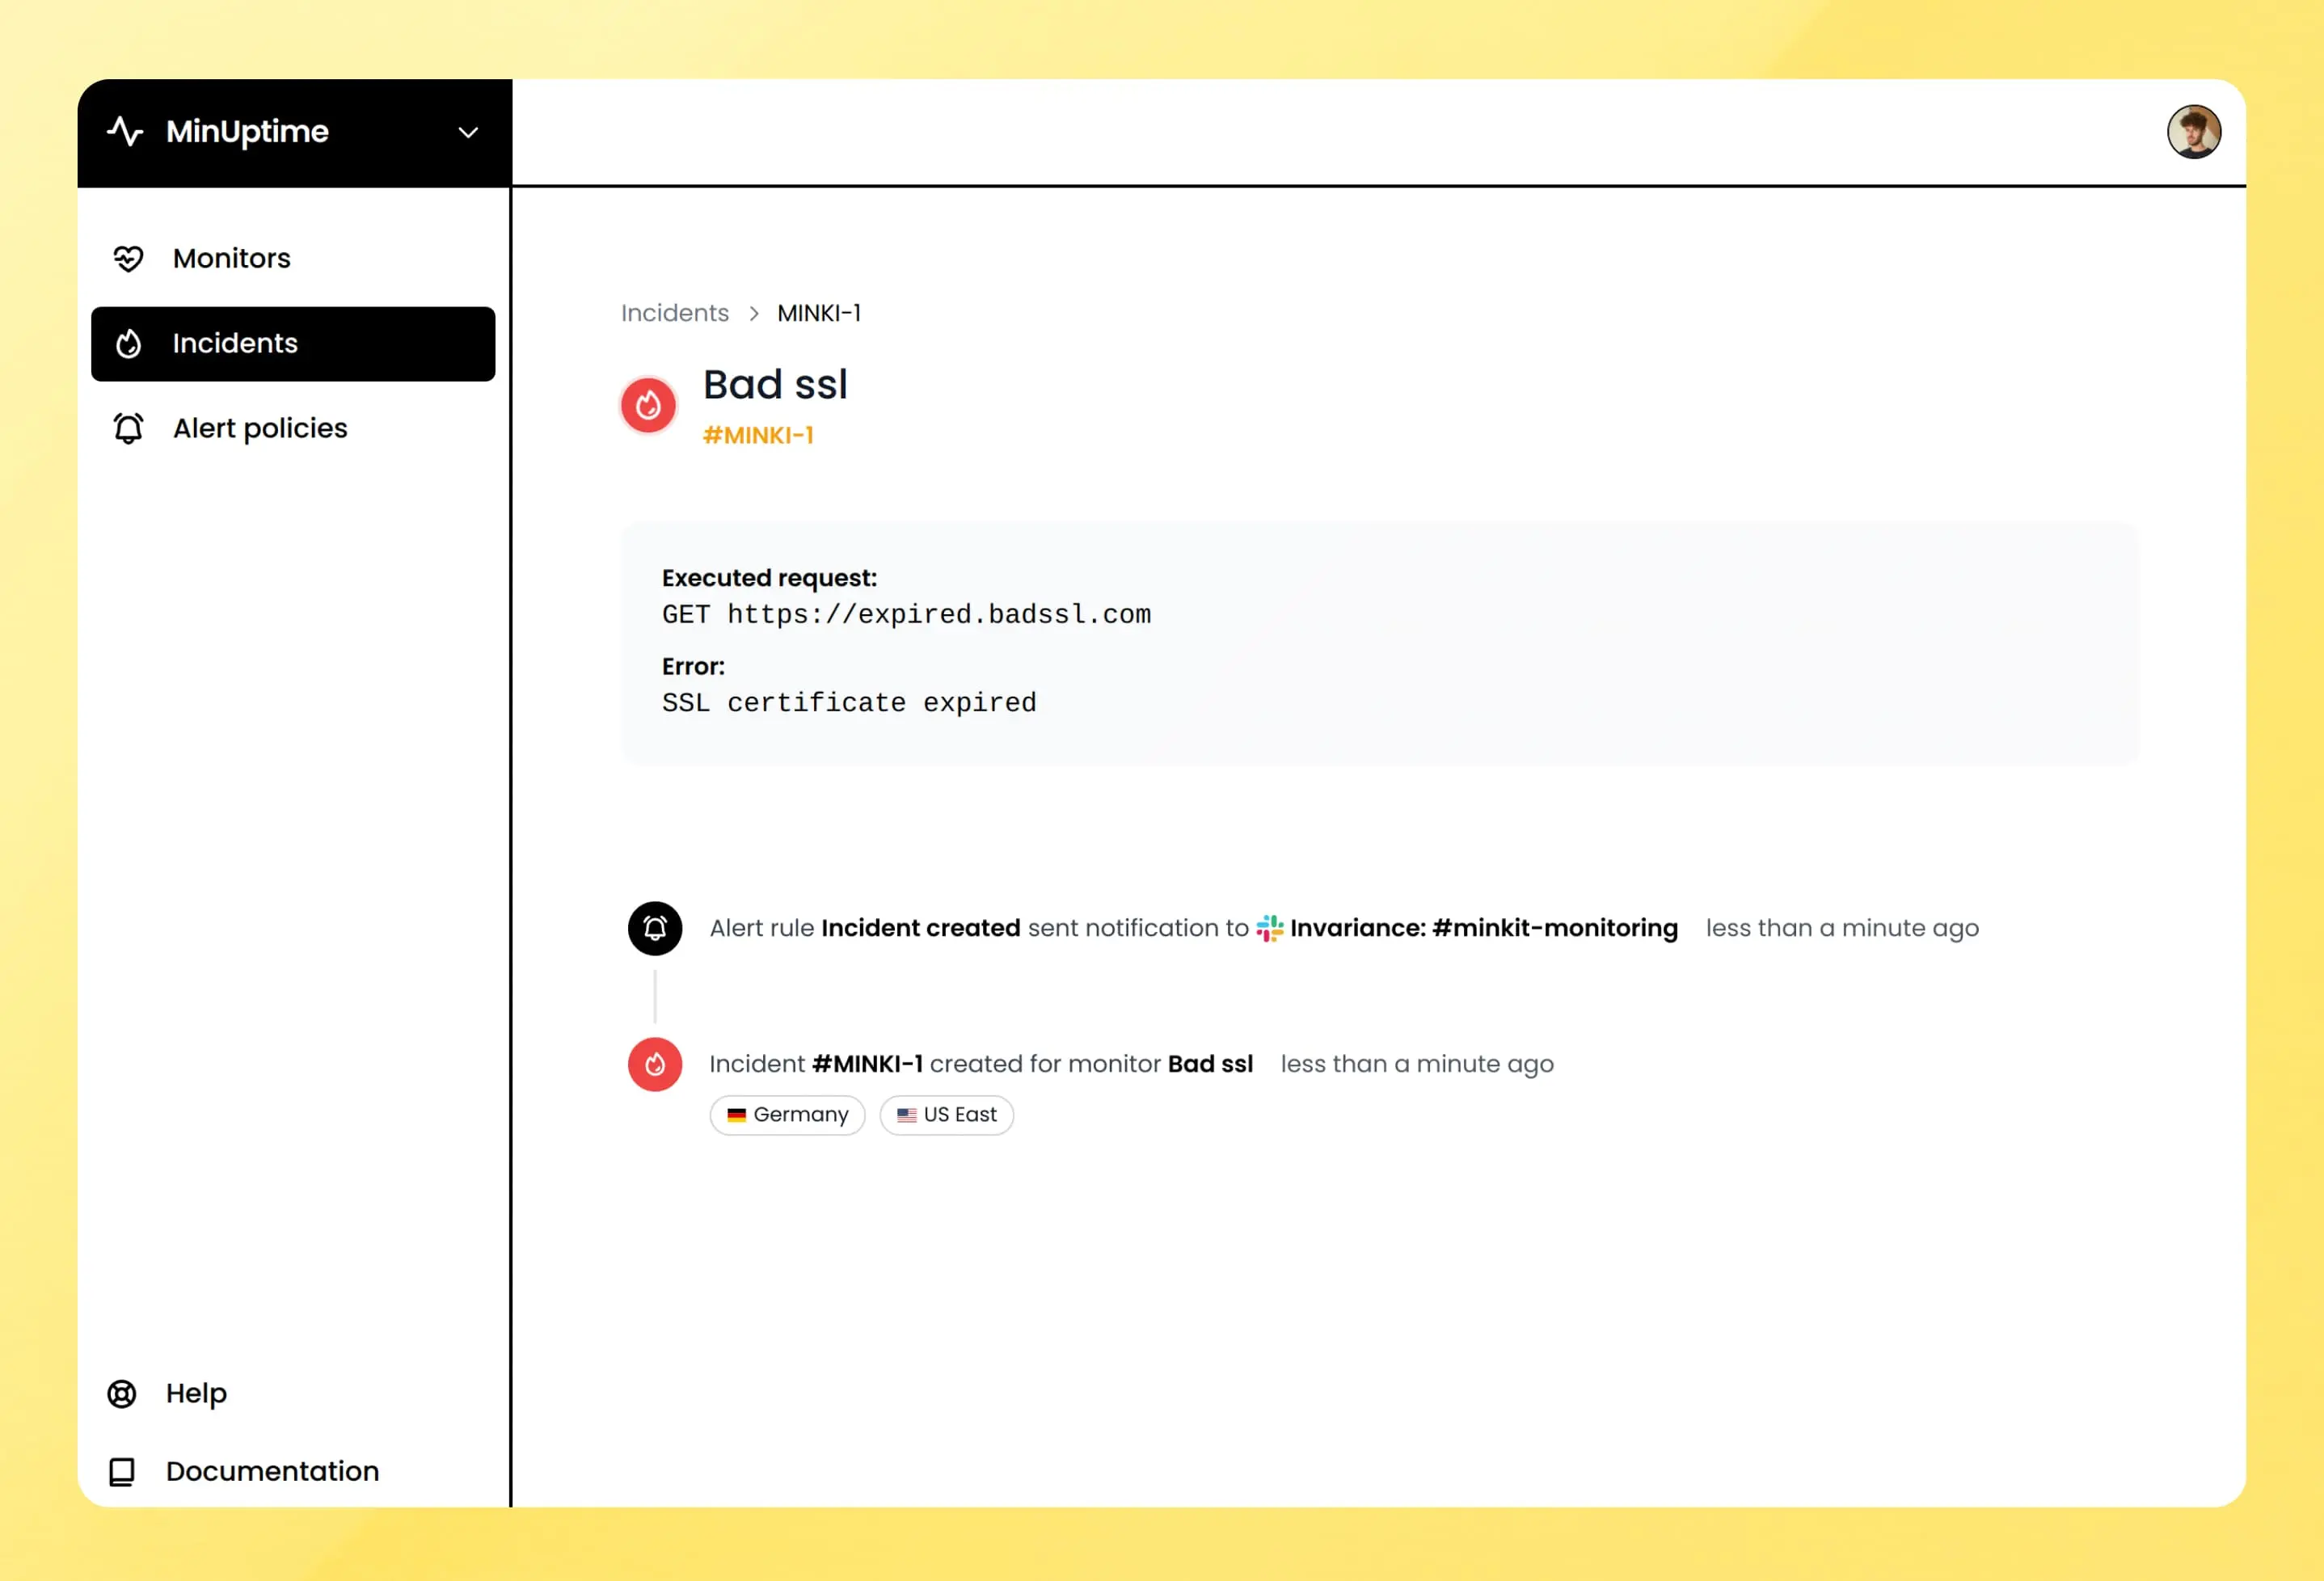 MinUptime
Monitors
Incidents
Alert policies
Help
Documentation
Incidents > MINKI-1
Bad ssl
#MINKI-1
Executed request:
GET https://expired.badssl.com
Error:
SSL certificate expired
Alert rule Incident created sent notification to Invariance: #minkit-monitoring less than a minute ago
Incident #MINKI-1 created for monitor Bad ssl less than a minute ago
Germany US East